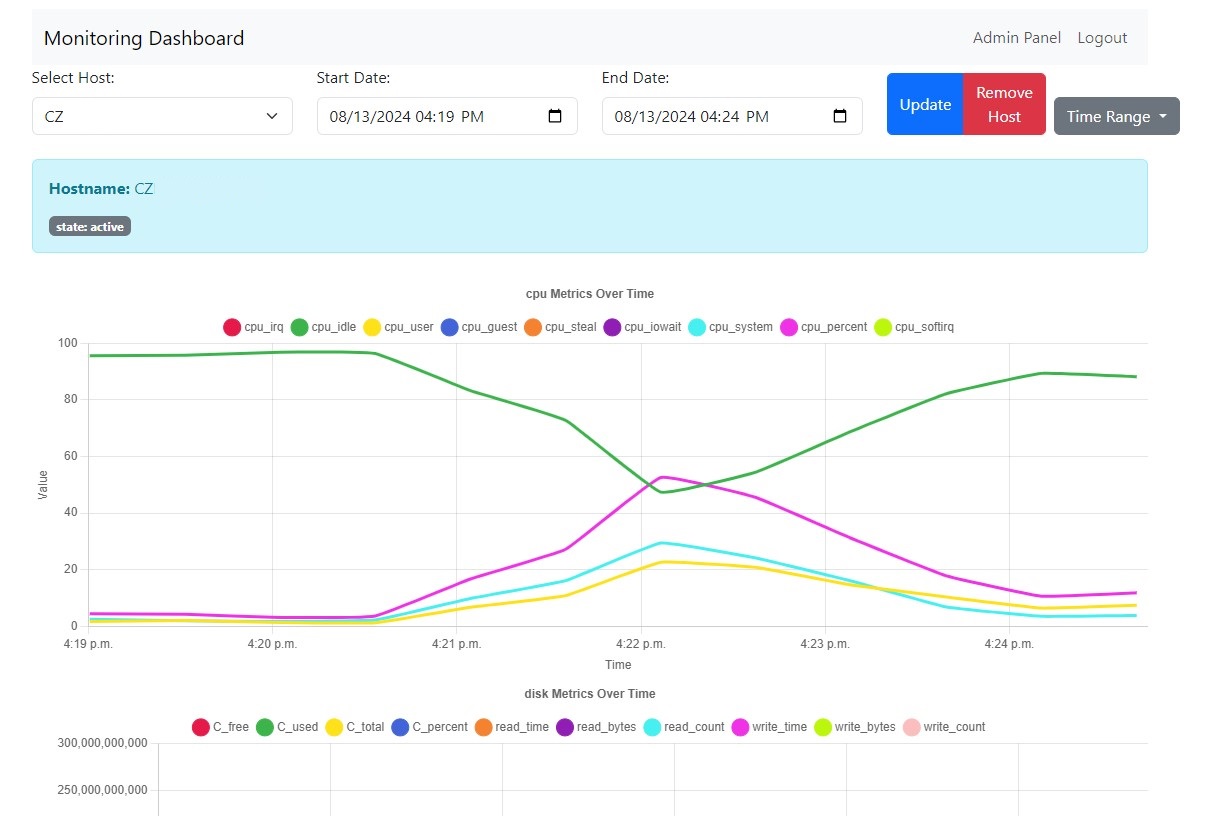 Monitoring Dashboard Admin Panel Logout
Select Host: Start Date: End Date:
CZ 08/13/2024 04:19 PM 08/13/2024 04:24 PM Update Remove Host Time Range
Hostname: CZ
state: active
cpu Metrics Over Time
cpu_irq cpu_idle cpu_user cpu_guest cpu_steal cpu_iowait cpu_system cpu_percent cpu_softirq
100
80
60
40
20
0
Value
4:19 p.m. 4:20 p.m. 4:21 p.m. 4:22 p.m. 4:23 p.m. 4:24 p.m.
Time
disk Metrics Over Time
C_free C_used C_total C_percent read_time read_bytes read_count write_time write_bytes write_count
300,000,000,000
250,000,000,000